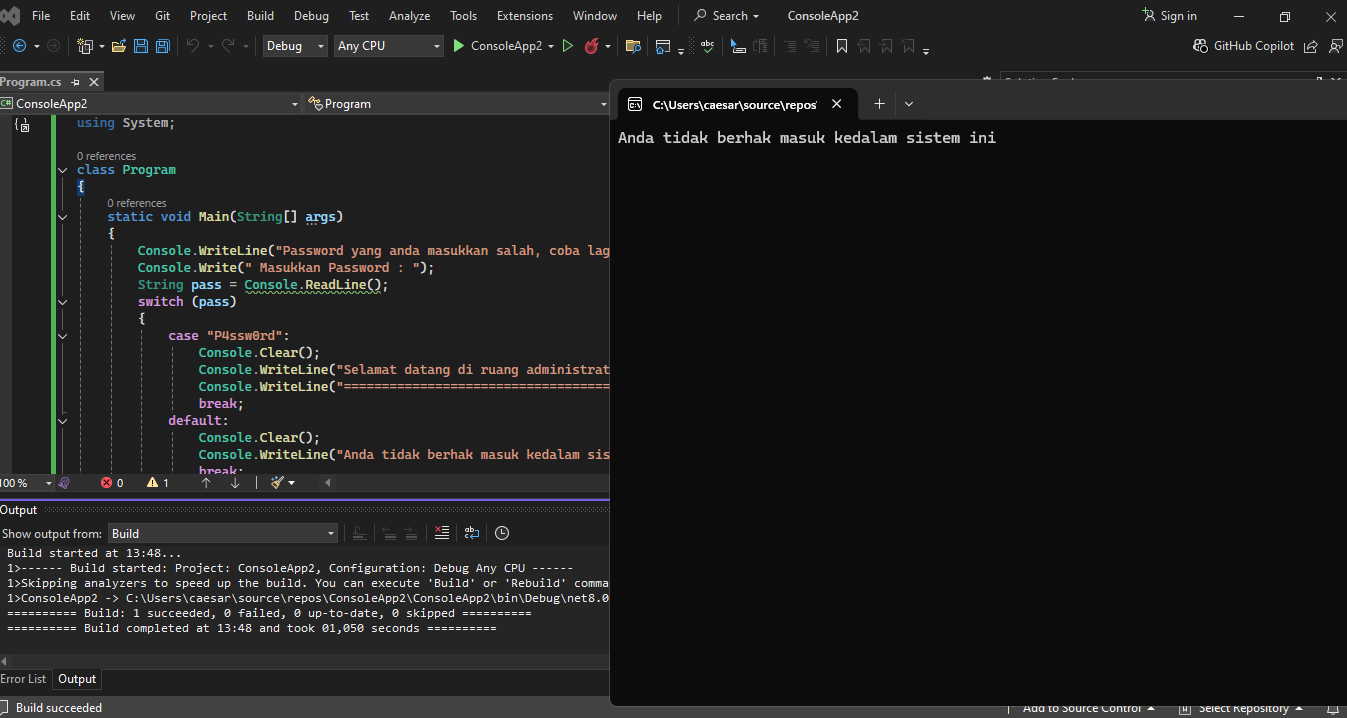 File Edit View Git Project Build Debug Test Analyze Tools Extensions Window Help Search ConsoleApp2 Sign in
Debug Any CPU ConsoleApp2 GitHub Copilot
Program.cs
C# ConsoleApp2 Program
using System;
0 references
class Program
{
0 references
static void Main(String[] args)
{
Console.WriteLine("Password yang anda masukkan salah, coba lag
Console.Write(" Masukkan Password : ");
String pass = Console.ReadLine();
switch (pass)
{
case "P4ssw0rd":
Console.Clear();
Console.WriteLine("Selamat datang di ruang administrat
Console.WriteLine("===================================
break;
default:
Console.Clear();
Console.WriteLine("Anda tidak berhak masuk kedalam sis
break;
100 % 0 1
Output
Show output from: Build
Build started at 13:48...
1>------ Build started: Project: ConsoleApp2, Configuration: Debug Any CPU ------
1>Skipping analyzers to speed up the build. You can execute 'Build' or 'Rebuild' comma
1>ConsoleApp2 -> C:\Users\caesar\source\repos\ConsoleApp2\ConsoleApp2\bin\Debug\net8.0
========== Build: 1 succeeded, 0 failed, 0 up-to-date, 0 skipped ==========
========== Build completed at 13:48 and took 01,050 seconds ==========
Error List Output
Build succeeded
C:\Users\caesar\source\repos
Anda tidak berhak masuk kedalam sistem ini
Add to Source Control Select Repository